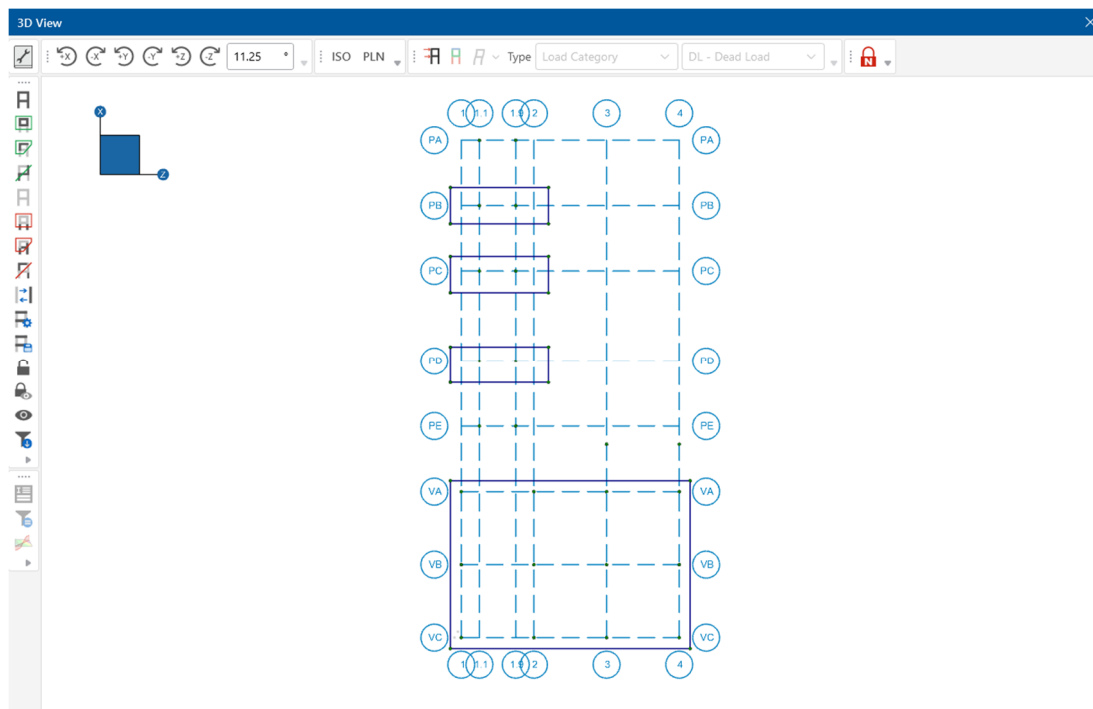 3D View
+X -X +Y -Y +Z -Z 11.25 ° ISO PLN Type Load Category DL - Dead Load N
X
Z
1 1.1 1.9 2 3 4
PA PA
PB PB
PC PC
PD PD
PE PE
VA VA
VB VB
VC VC
1 1.1 1.9 2 3 4